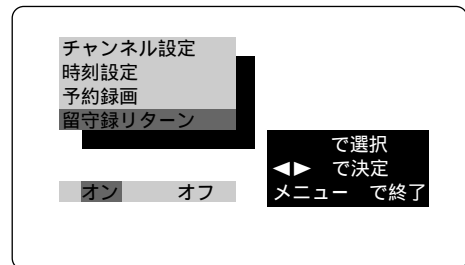 チャンネル設定
時刻設定
予約録画
留守録リターン
で選択
◀▶ で決定
メニュー で終了
オン オフ